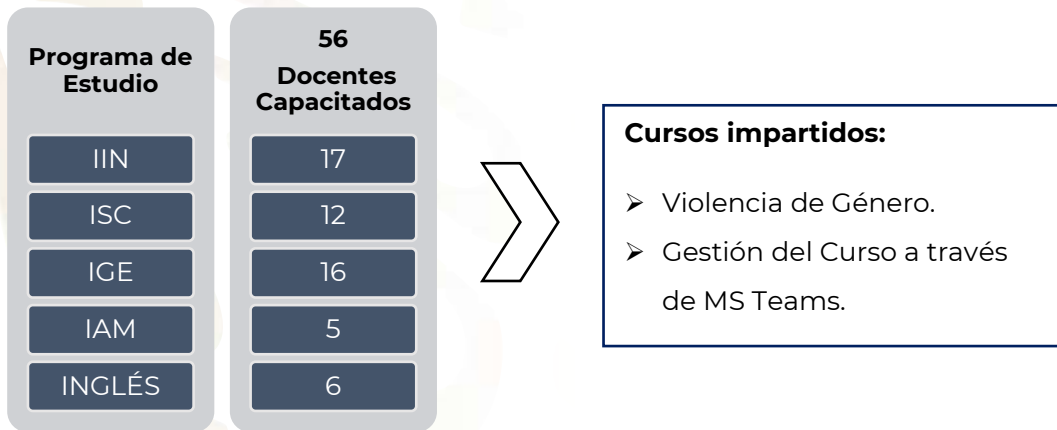 Programa de
Estudio
IIN
ISC
IGE
IAM
INGLÉS
56
Docentes
Capacitados
17
12
16
5
6
Cursos impartidos:
➢ Violencia de Género.
➢ Gestión del Curso a través
de MS Teams.